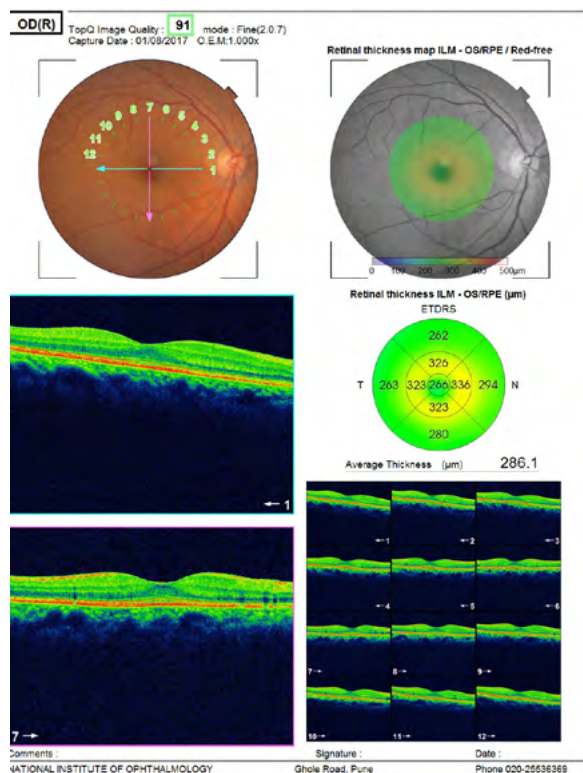 OD(R)
TopQ Image Quality : 91 mode : Fine(2.0.7)
Capture Date : 01/08/2017 O.E.M:1.000x
Retinal thickness map ILM - OS/RPE / Red-free
7
8
6
9
5
10
4
11
3
12
2
1
0 100 200 300 400 500μm
Retinal thickness ILM - OS/RPE (μm)
ETDRS
262
326
T 263 323 266 336 294 N
323
280
Average Thickness (μm) 286.1
← 1
←1 ←2 ←3
←4 ←5 ←6
7→ 8→ 9→
10→ 11→ 12→
7 →
Comments : Signature : Date :
NATIONAL INSTITUTE OF OPHTHALMOLOGY Ghole Road, Pune Phone 020-25536369